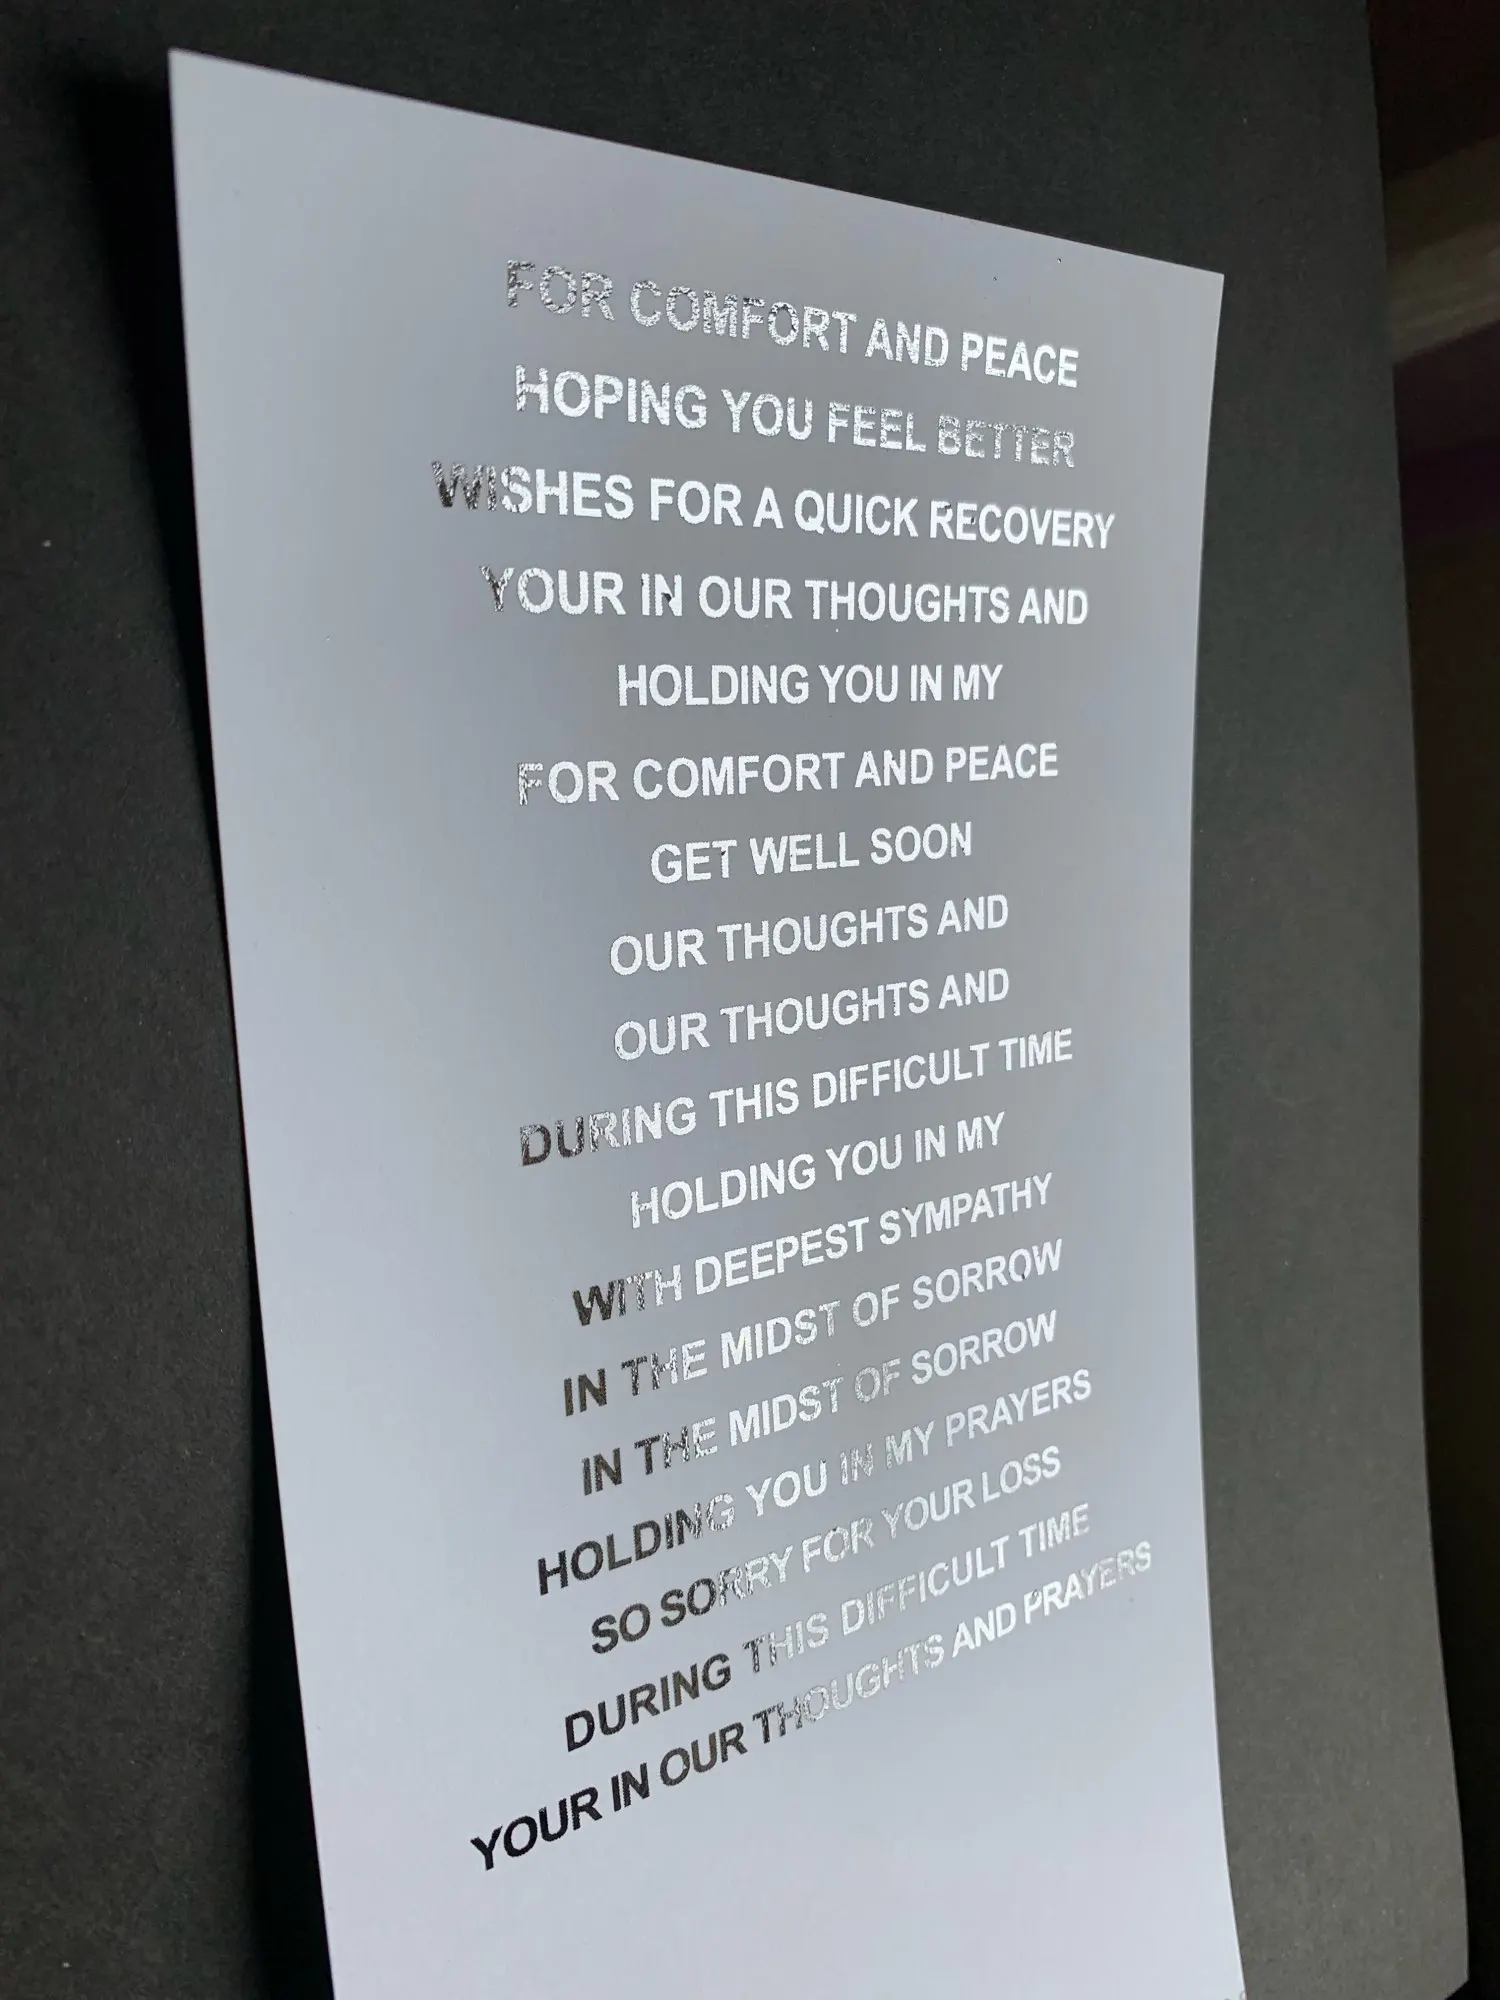 FOR COMFORT AND PEACE
HOPING YOU FEEL BETTER
WISHES FOR A QUICK RECOVERY
YOUR IN OUR THOUGHTS AND
HOLDING YOU IN MY
FOR COMFORT AND PEACE
GET WELL SOON
OUR THOUGHTS AND
OUR THOUGHTS AND
DURING THIS DIFFICULT TIME
HOLDING YOU IN MY
WITH DEEPEST SYMPATHY
IN THE MIDST OF SORROW
IN THE MIDST OF SORROW
HOLDING YOU IN MY PRAYERS
SO SORRY FOR YOUR LOSS
DURING THIS DIFFICULT TIME
YOUR IN OUR THOUGHTS AND PRAYERS